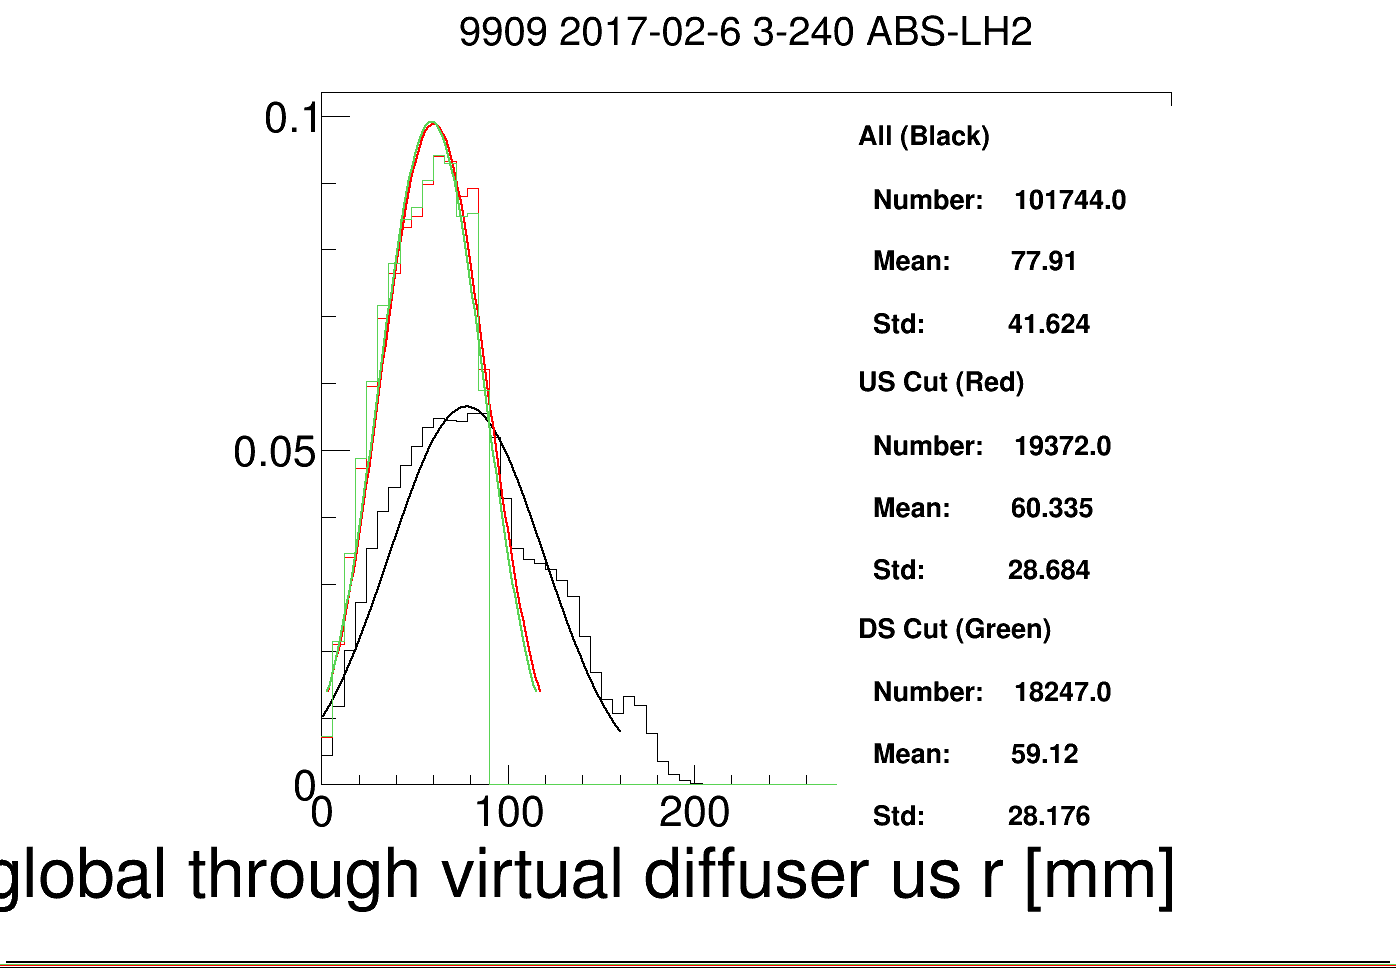 9909 2017-02-6 3-240 ABS-LH2
0.1
0.05
0
0 100 200
All (Black)
Number: 101744.0
Mean: 77.91
Std: 41.624
US Cut (Red)
Number: 19372.0
Mean: 60.335
Std: 28.684
DS Cut (Green)
Number: 18247.0
Mean: 59.12
Std: 28.176
global through virtual diffuser us r [mm]